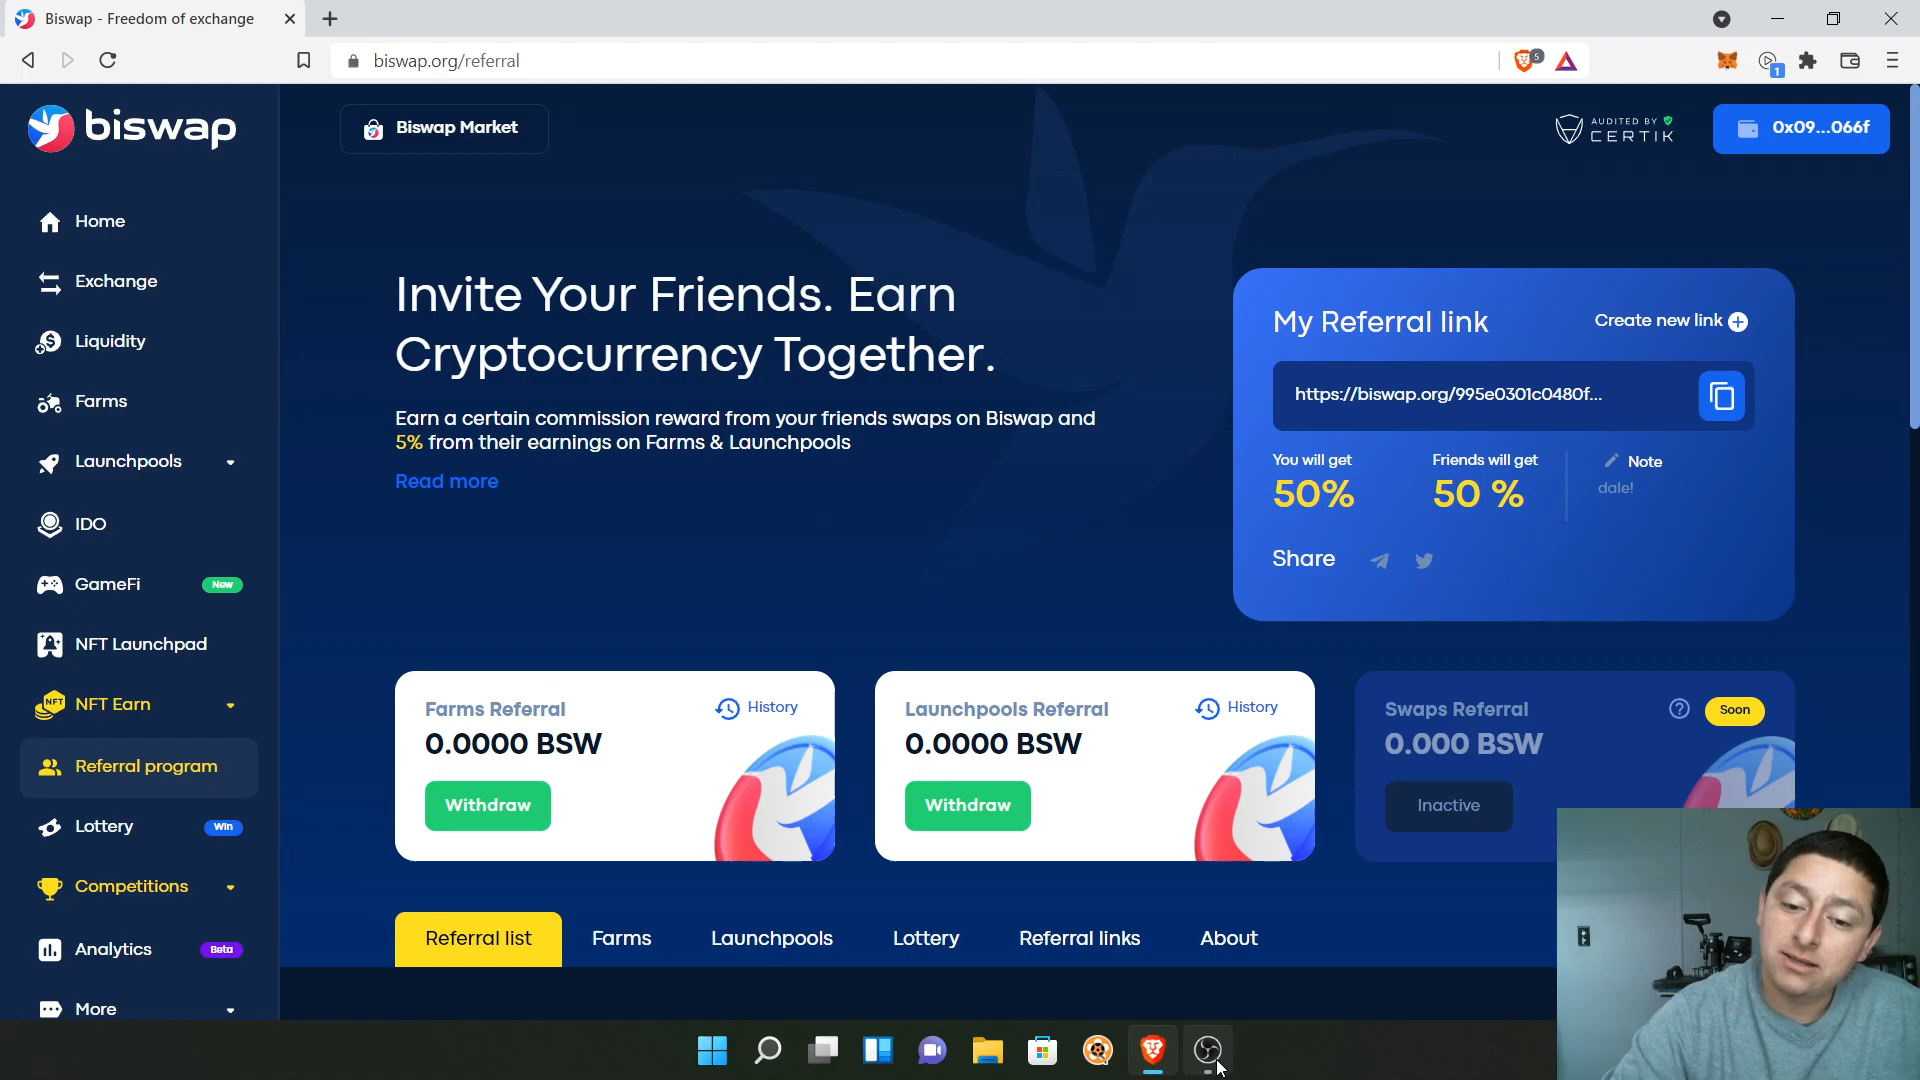 Biswap - Freedom of exchange
biswap.org/referral
5
1
biswap
Biswap Market
AUDITED BY
CERTIK
0x09...066f
Home
Exchange
Liquidity
Farms
Launchpools
IDO
GameFi
New
NFT Launchpad
NFT
NFT Earn
Referral program
Lottery
Win
Competitions
Analytics
Beta
More
Invite Your Friends. Earn
Cryptocurrency Together.
Earn a certain commission reward from your friends swaps on Biswap and
5% from their earnings on Farms & Launchpools
Read more
My Referral link
Create new link
https://biswap.org/995e0301c0480f...
You will get
50%
Friends will get
50 %
Note
dale!
Share
Farms Referral
History
0.0000 BSW
Withdraw
Launchpools Referral
History
0.0000 BSW
Withdraw
Swaps Referral
Soon
0.000 BSW
Inactive
Referral list
Farms
Launchpools
Lottery
Referral links
About